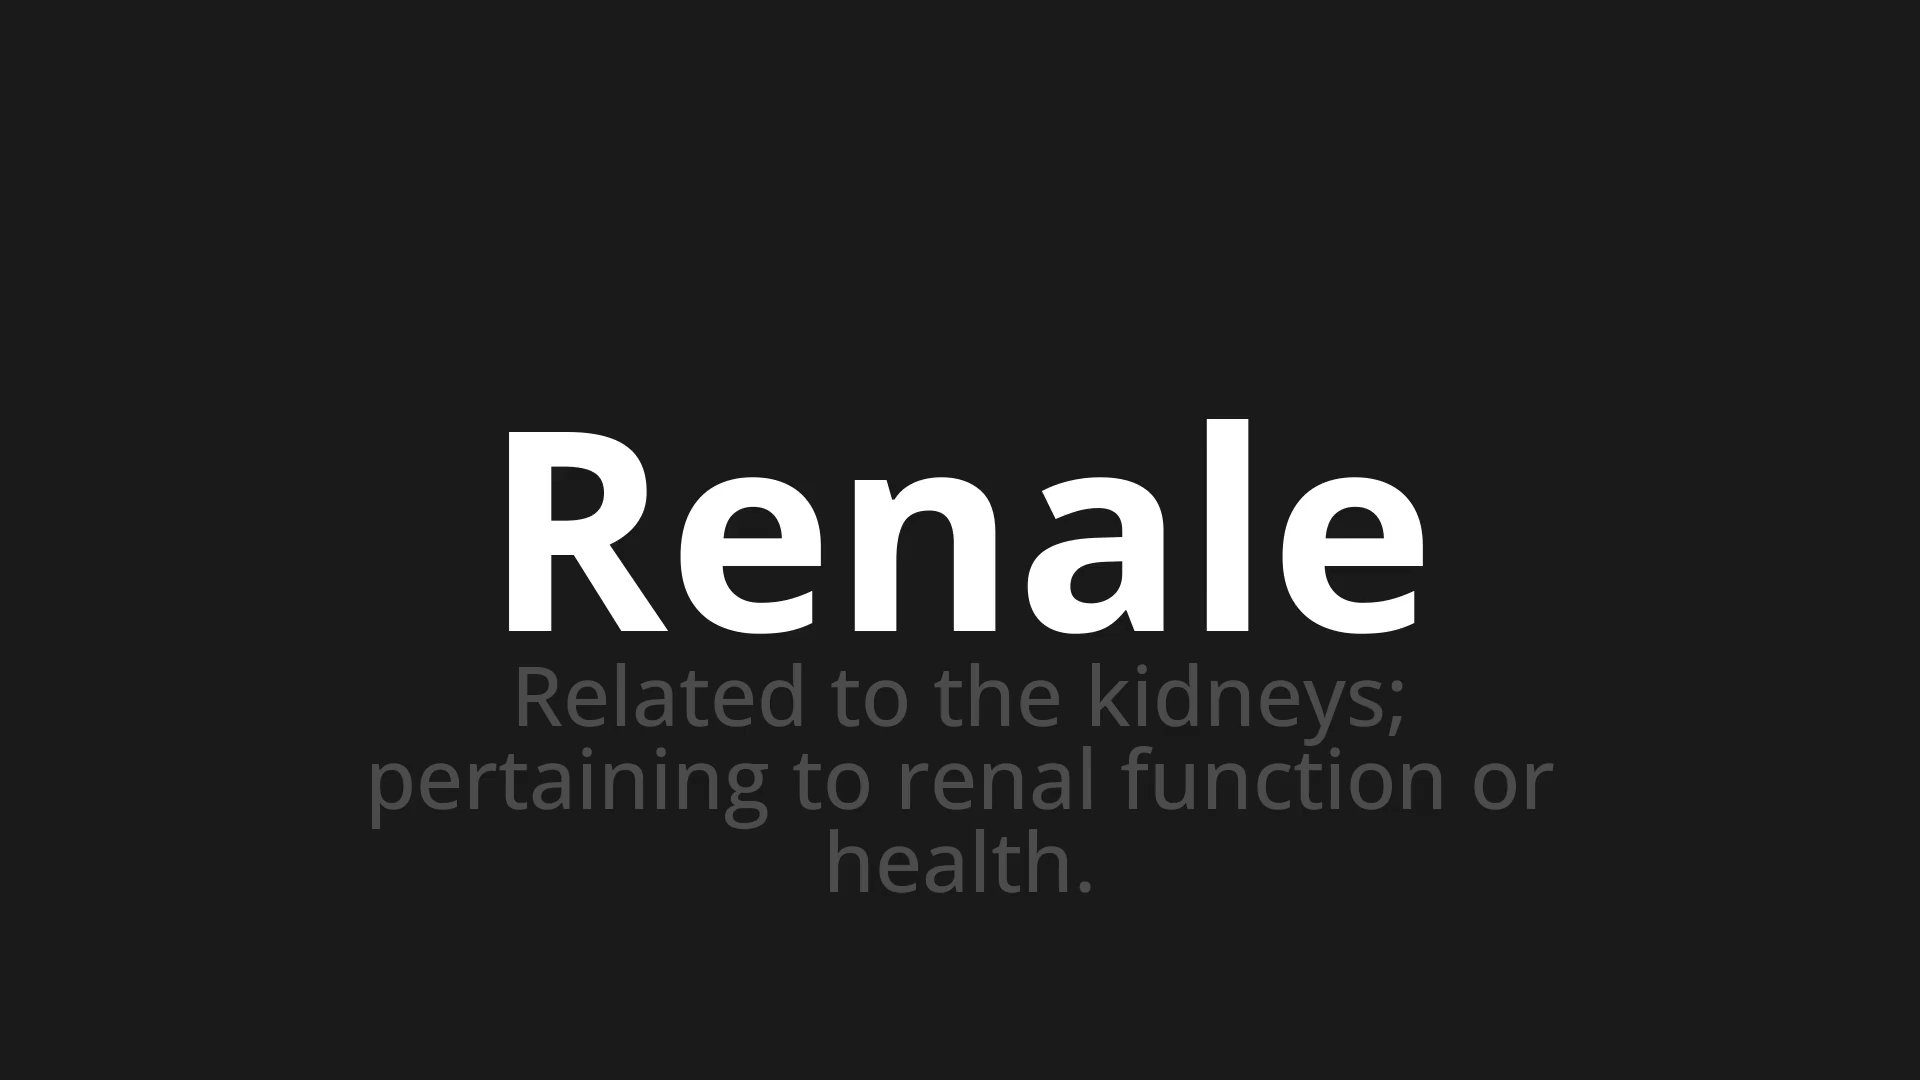 Renale
Related to the kidneys;
pertaining to renal function or
health.